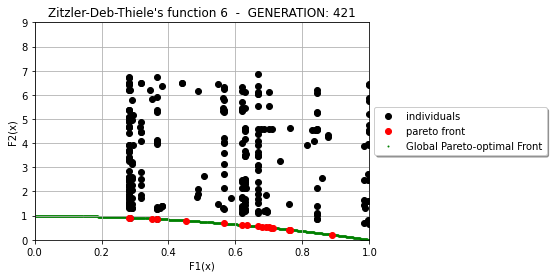 Zitzler-Deb-Thiele's function 6 - GENERATION: 421
9
8
7
6
5
4
3
2
1
0
F2(x)
0.0 0.2 0.4 0.6 0.8 1.0
F1(x)
individuals
pareto front
Global Pareto-optimal Front